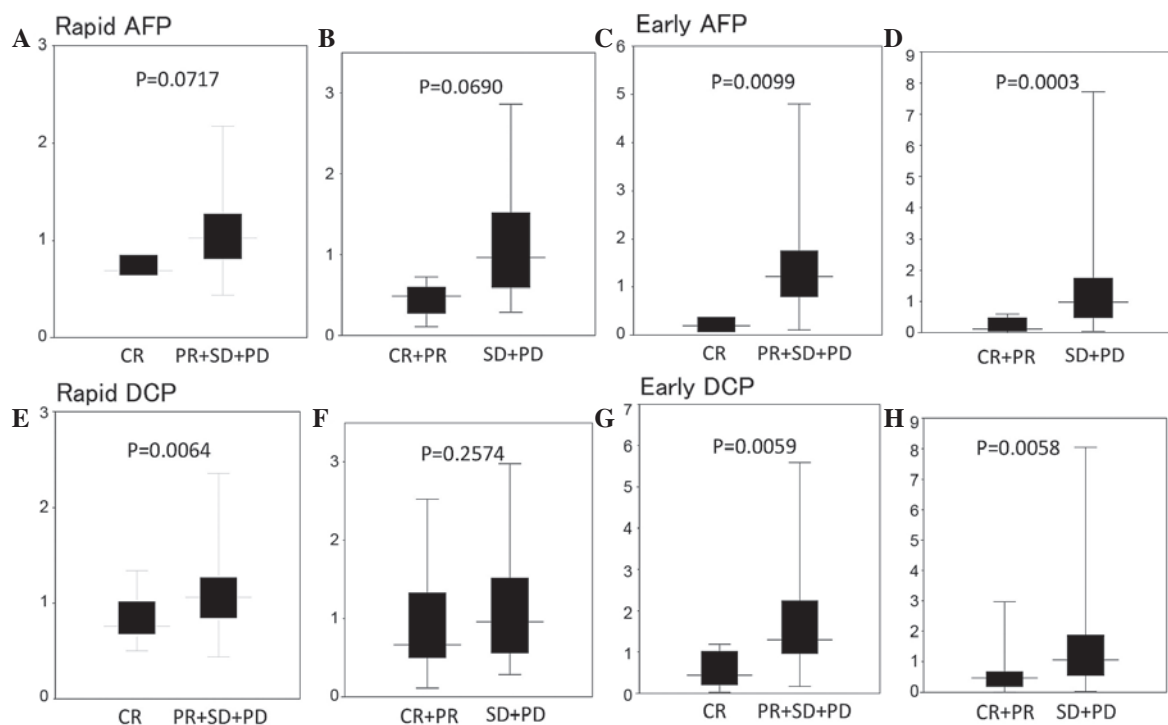 Rapid AFP
Early AFP
A
3
2
1
0
P=0.0717
CR PR+SD+PD
B
3
2
1
0
P=0.0690
CR+PR SD+PD
C
6
5
4
3
2
1
0
P=0.0099
CR PR+SD+PD
D
9
8
7
6
5
4
3
2
1
0
P=0.0003
CR+PR SD+PD
Rapid DCP
Early DCP
E
3
2
1
0
P=0.0064
CR PR+SD+PD
F
3
2
1
0
P=0.2574
CR+PR SD+PD
G
7
6
5
4
3
2
1
0
P=0.0059
CR PR+SD+PD
H
9
8
7
6
5
4
3
2
1
0
P=0.0058
CR+PR SD+PD